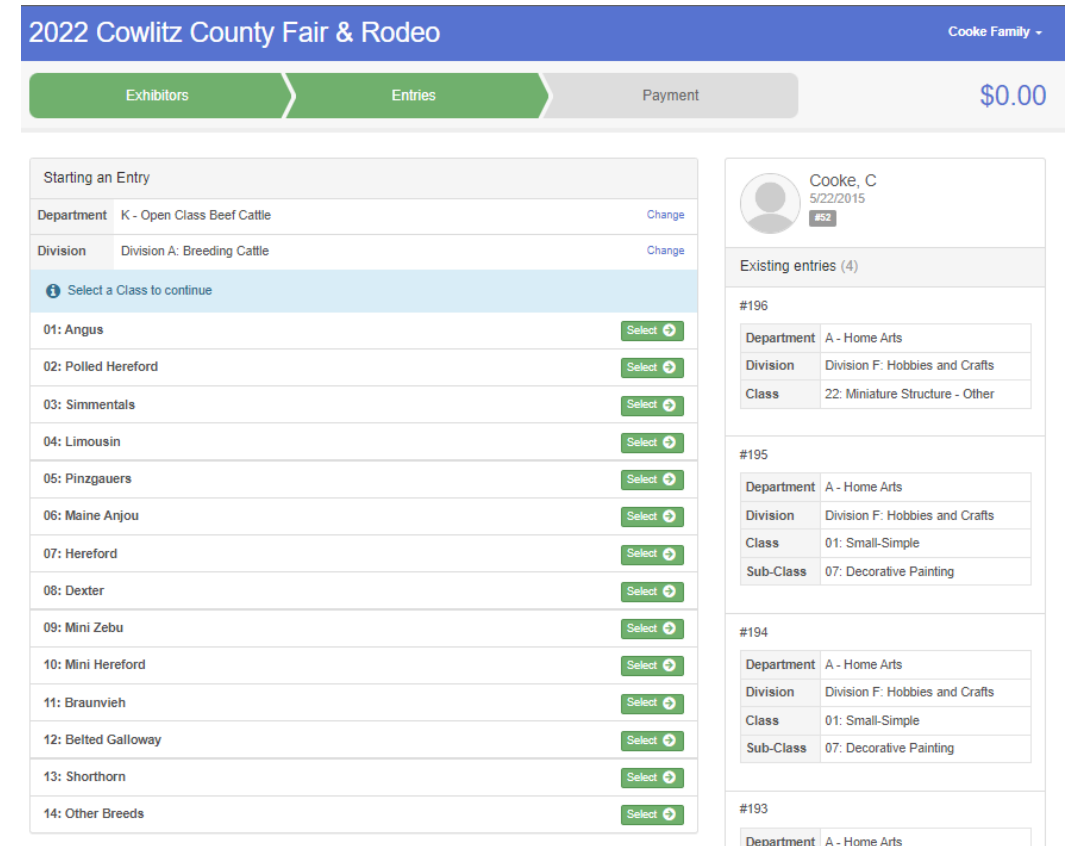 2022 Cowlitz County Fair & Rodeo
Cooke Family
Exhibitors
Entries
Payment
$0.00
Starting an Entry
Department K - Open Class Beef Cattle Change
Division Division A: Breeding Cattle Change
Select a Class to continue
01: Angus Select
02: Polled Hereford Select
03: Simmentals Select
04: Limousin Select
05: Pinzgauers Select
06: Maine Anjou Select
07: Hereford Select
08: Dexter Select
09: Mini Zebu Select
10: Mini Hereford Select
11: Braunvieh Select
12: Belted Galloway Select
13: Shorthorn Select
14: Other Breeds Select
Cooke, C
5/22/2015
#52
Existing entries (4)
#196
Department A - Home Arts
Division Division F: Hobbies and Crafts
Class 22: Miniature Structure - Other
#195
Department A - Home Arts
Division Division F: Hobbies and Crafts
Class 01: Small-Simple
Sub-Class 07: Decorative Painting
#194
Department A - Home Arts
Division Division F: Hobbies and Crafts
Class 01: Small-Simple
Sub-Class 07: Decorative Painting
#193
Department A - Home Arts